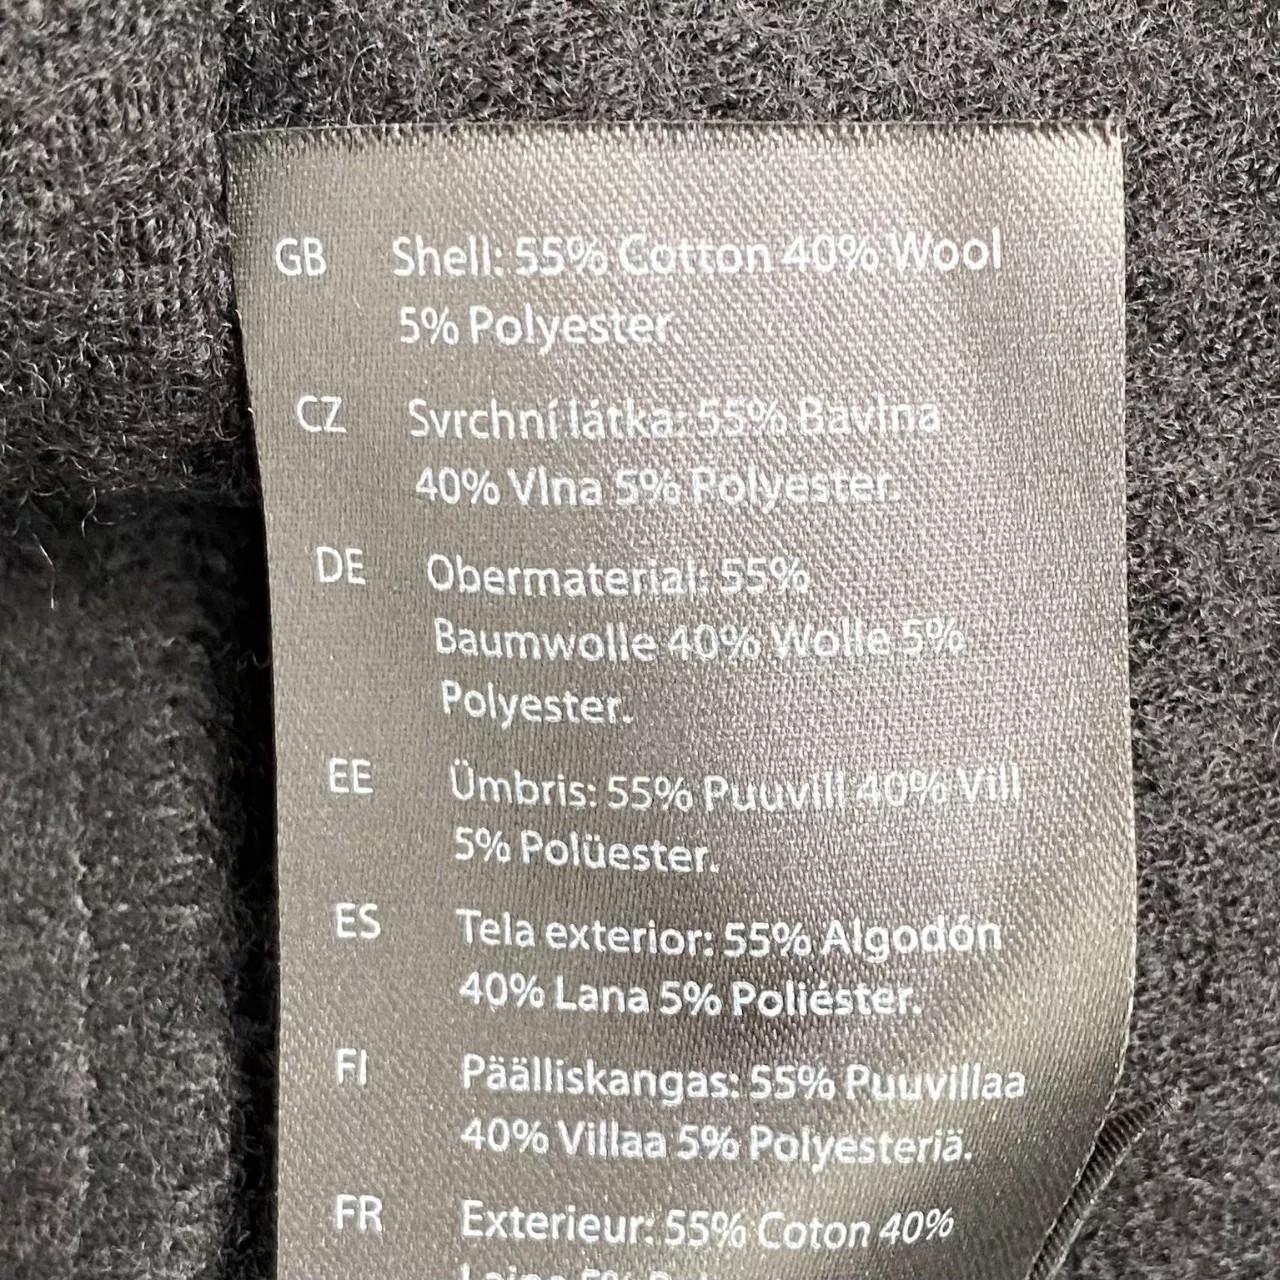 GB Shell: 55% Cotton 40% Wool
5% Polyester.
CZ Svrchní látka: 55% Bavlna
40% Vlna 5% Polyester.
DE Obermaterial: 55%
Baumwolle 40% Wolle 5%
Polyester.
EE Ümbris: 55% Puuvill 40% Vill
5% Polüester.
ES Tela exterior: 55% Algodón
40% Lana 5% Poliéster.
FI Päälliskangas: 55% Puuvillaa
40% Villaa 5% Polyesteriä.
FR Exterieur: 55% Coton 40%